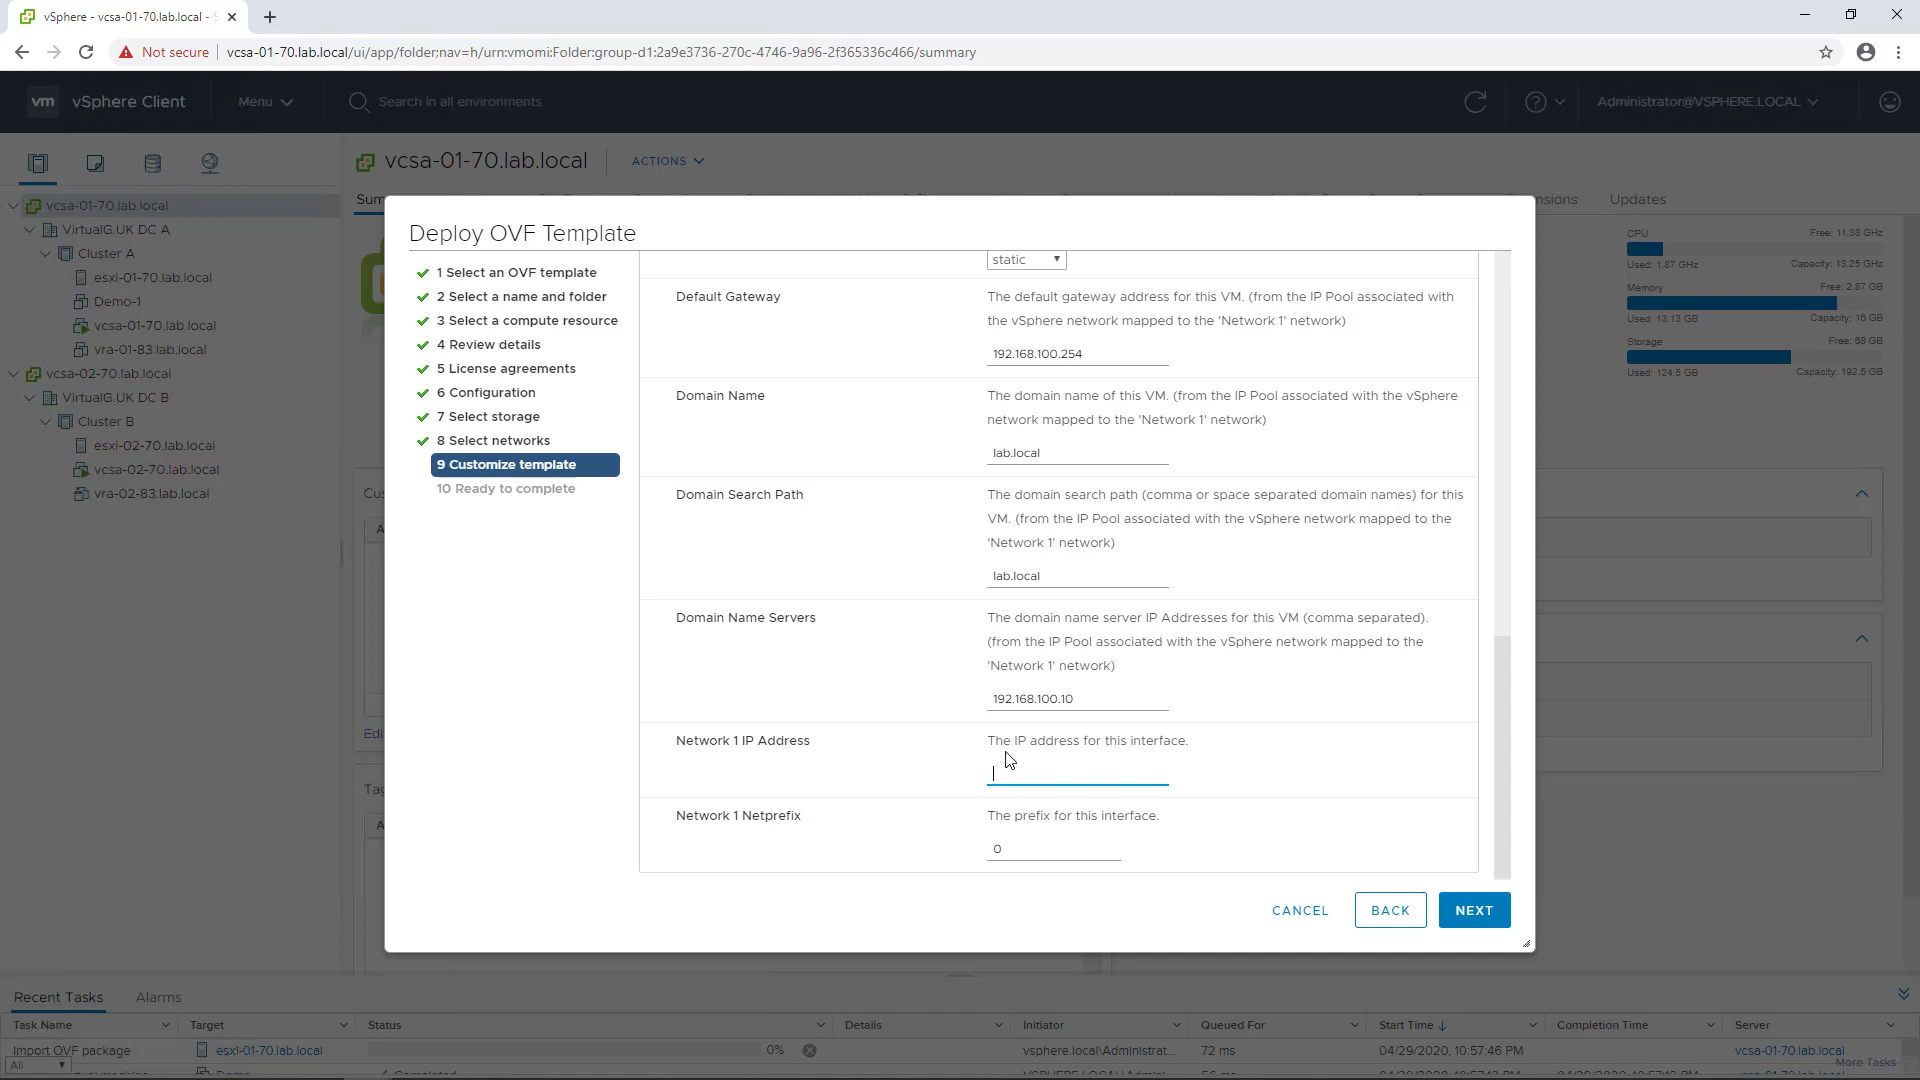 vSphere - vcsa-01-70.lab.local -
Not secure
vcsa-01-70.lab.local/ui/app/folder;nav=h/urn:vmomi:Folder:group-d1:2a9e3736-270c-4746-9a96-2f365336c466/summary
vm vSphere Client
Menu
Search in all environments
Administrator@VSPHERE.LOCAL
vcsa-01-70.lab.local
ACTIONS
vcsa-01-70.lab.local
VirtualG.UK DC A
Cluster A
esxi-01-70.lab.local
Demo-1
vcsa-01-70.lab.local
vra-01-83.lab.local
vcsa-02-70.lab.local
VirtualG.UK DC B
Cluster B
esxi-02-70.lab.local
vcsa-02-70.lab.local
vra-02-83.lab.local
Sum
nsions
Updates
CPU
Free: 11.38 GHz
Used: 1.87 GHz
Capacity: 13.25 GHz
Memory
Free: 2.87 GB
Used: 13.13 GB
Capacity: 16 GB
Storage
Free: 68 GB
Used: 124.5 GB
Capacity: 192.5 GB
Cus
A
Edi
Tag
A
Deploy OVF Template
1 Select an OVF template
2 Select a name and folder
3 Select a compute resource
4 Review details
5 License agreements
6 Configuration
7 Select storage
8 Select networks
9 Customize template
10 Ready to complete
static
Default Gateway
The default gateway address for this VM. (from the IP Pool associated with
the vSphere network mapped to the 'Network 1' network)
192.168.100.254
Domain Name
The domain name of this VM. (from the IP Pool associated with the vSphere
network mapped to the 'Network 1' network)
lab.local
Domain Search Path
The domain search path (comma or space separated domain names) for this
VM. (from the IP Pool associated with the vSphere network mapped to the
'Network 1' network)
lab.local
Domain Name Servers
The domain name server IP Addresses for this VM (comma separated).
(from the IP Pool associated with the vSphere network mapped to the
'Network 1' network)
192.168.100.10
Network 1 IP Address
The IP address for this interface.
Network 1 Netprefix
The prefix for this interface.
0
CANCEL
BACK
NEXT
Recent Tasks
Alarms
Task Name
Target
Status
Details
Initiator
Queued For
Start Time
Completion Time
Server
Import OVF package
esxi-01-70.lab.local
0%
vsphere.local\Administrat...
72 ms
04/29/2020, 10:57:46 PM
vcsa-01-70.lab.local
All
More Tasks